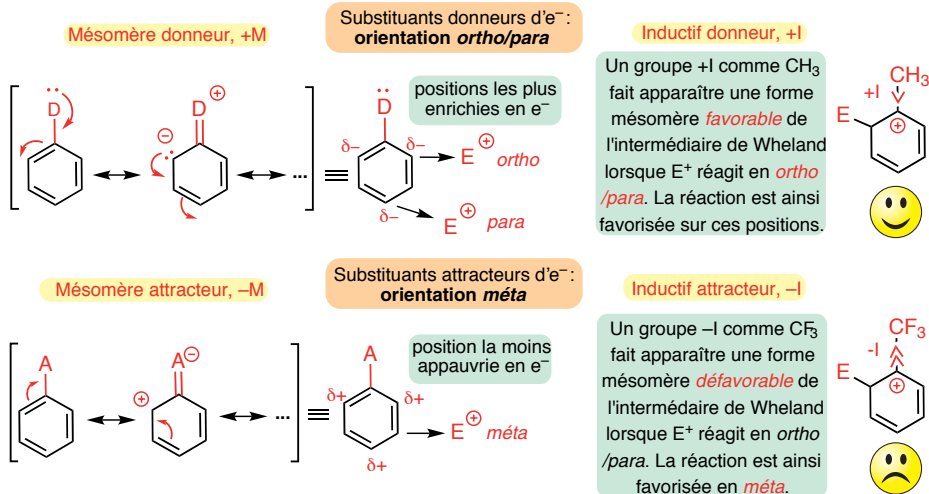 Mésomère donneur, +M
Substituants donneurs d'e⁻ :
orientation ortho/para
Inductif donneur, +I
D
D
⊕
⊖
...
D
δ−
δ−
δ−
positions les plus
enrichies en e⁻
E⊕ ortho
E⊕ para
Un groupe +I comme CH₃
fait apparaître une forme
mésomère favorable de
l'intermédiaire de Wheland
lorsque E⁺ réagit en ortho
/para. La réaction est ainsi
favorisée sur ces positions.
+I
CH₃
E
⊕
Mésomère attracteur, –M
Substituants attracteurs d'e⁻ :
orientation méta
Inductif attracteur, –I
A
A⊖
⊕
...
A
δ+
δ+
δ+
position la moins
appauvrie en e⁻
E⊕ méta
Un groupe –I comme CF₃
fait apparaître une forme
mésomère défavorable de
l'intermédaire de Wheland
lorsque E⁺ réagit en ortho
/para. La réaction est ainsi
favorisée en méta.
-I
CF₃
E
⊕